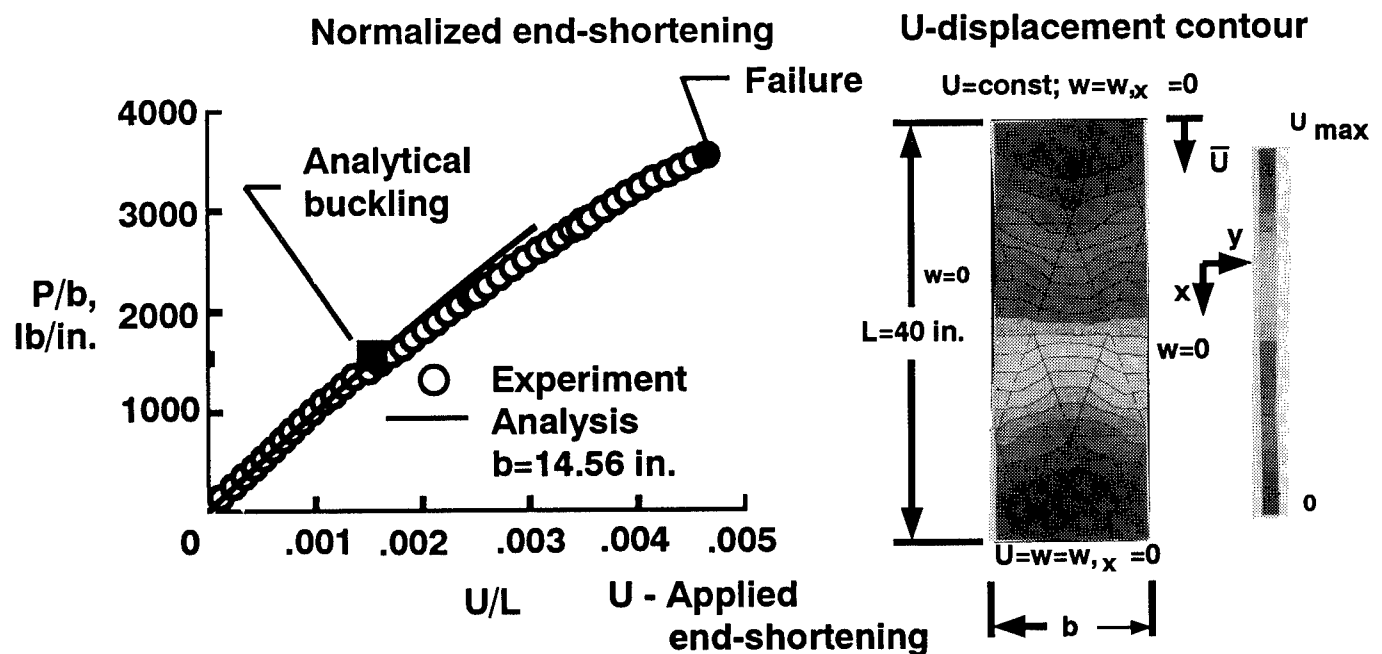 Normalized end-shortening
Failure
4000
3000
2000
1000
P/b,
lb/in.
Analytical
buckling
Experiment
Analysis
b=14.56 in.
0 .001 .002 .003 .004 .005
U/L
U - Applied
end-shortening
U-displacement contour
U=const; w=w,x =0
U max
U̅
y
x
w=0
L=40 in.
w=0
0
U=w=w,x =0
b